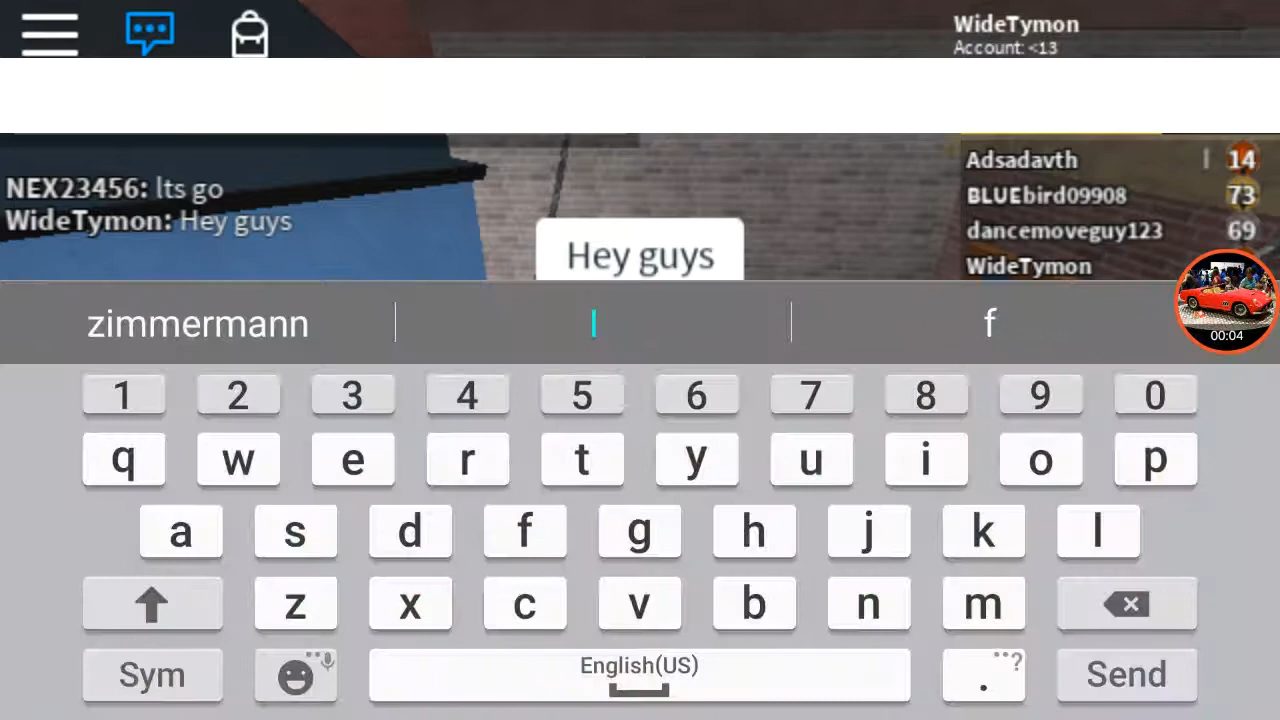 WideTymon
Account: <13
NEX23456: lts go
WideTymon: Hey guys
Hey guys
Adsadavth 14
BLUEbird09908 73
dancemoveguy123 69
WideTymon
zimmermann l f
00:04
1 2 3 4 5 6 7 8 9 0
q w e r t y u i o p
a s d f g h j k l
z x c v b n m
Sym English(US) . ? Send